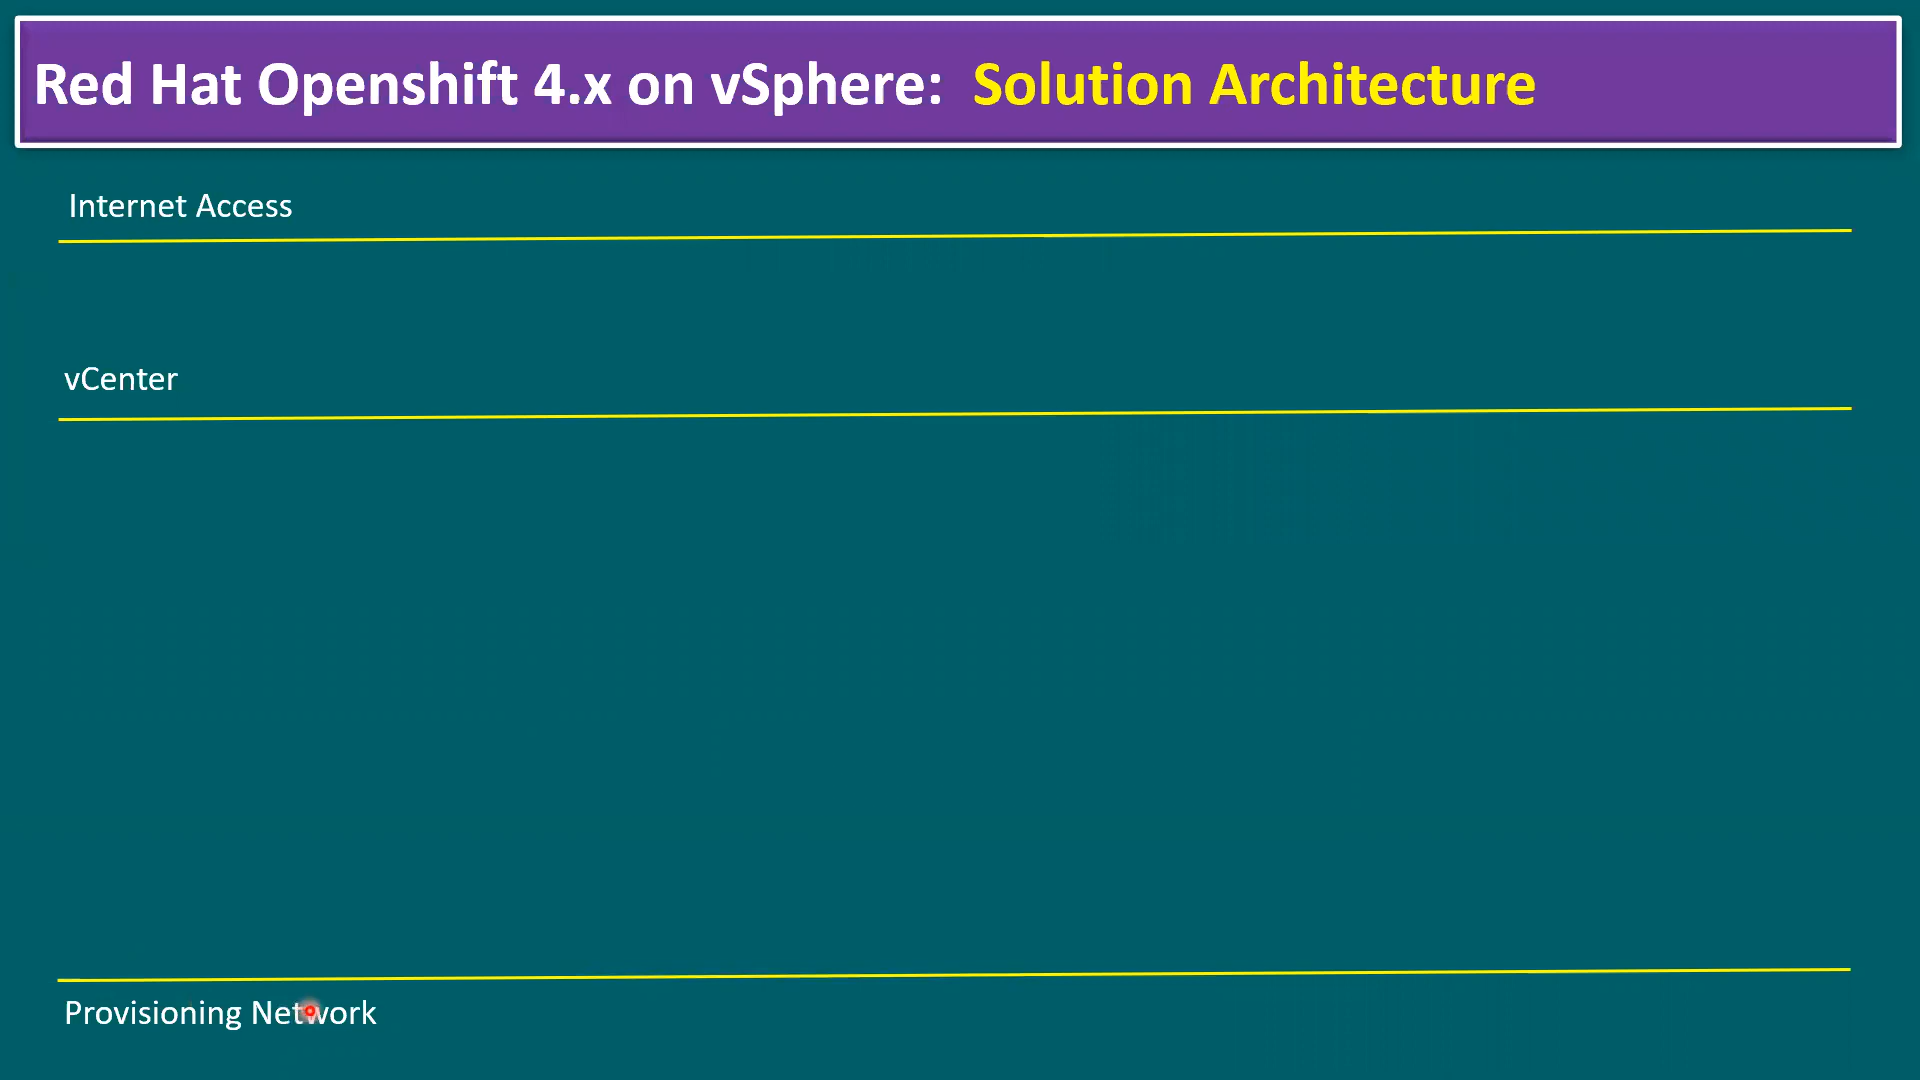 Red Hat Openshift 4.x on vSphere: Solution Architecture
Internet Access
vCenter
Provisioning Network